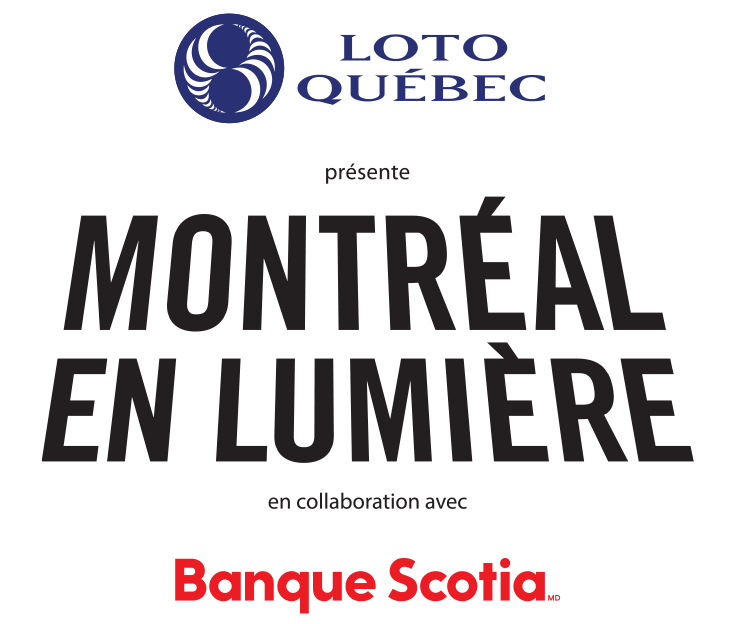 LOTO
QUÉBEC
présente
MONTRÉAL
EN LUMIÈRE
en collaboration avec
Banque Scotia MD